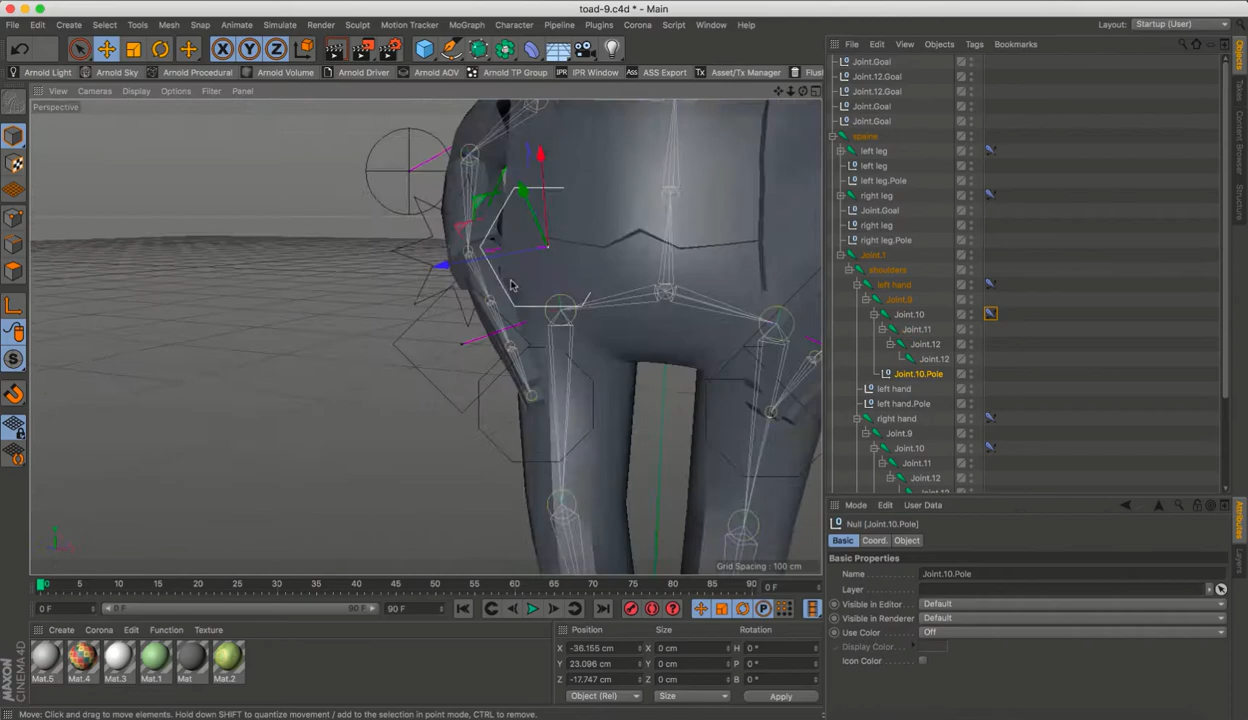 toad-9.c4d * - Main
File Edit Create Select Tools Mesh Snap Animate Simulate Render Sculpt Motion Tracker MoGraph Character Pipeline Plugins Corona Script Window Help
Layout: Startup (User)
X Y Z
File Edit View Objects Tags Bookmarks
Arnold Light Arnold Sky Arnold Procedural Arnold Volume Arnold Driver Arnold AOV Arnold TP Group IPR IPR Window Ass ASS Export Tx Asset/Tx Manager Flus
View Cameras Display Options Filter Panel
Perspective
Joint.Goal
Joint.12.Goal
Joint.12.Goal
Joint.Goal
Joint.Goal
spaine
left leg
left leg
left leg.Pole
right leg
Joint.Goal
right leg
right leg.Pole
Joint.1
shoulders
left hand
Joint.9
Joint.10
Joint.11
Joint.12
Joint.12
Joint.10.Pole
left hand
left hand.Pole
right hand
Joint.9
Joint.10
Joint.11
Joint.12
Joint.12
Objects
Takes
Content Browser
Structure
Attributes
Layers
Mode Edit User Data
Null [Joint.10.Pole]
Basic Coord. Object
Basic Properties
Name Joint.10.Pole
Layer
Visible in Editor Default
Visible in Renderer Default
Use Color Off
Display Color
Icon Color
Grid Spacing : 100 cm
0 5 10 15 20 25 30 35 40 45 50 55 60 65 70 75 80 85 90 0 F
0 F 0 F 90 F 90 F
Create Corona Edit Function Texture
Mat.5 Mat.4 Mat.3 Mat.1 Mat Mat.2
Position Size Rotation
X -36.155 cm X 0 cm H 0 °
Y 23.096 cm Y 0 cm P 0 °
Z -17.747 cm Z 0 cm B 0 °
Object (Rel) Size Apply
MAXON CINEMA4D
Move: Click and drag to move elements. Hold down SHIFT to quantize movement / add to the selection in point mode, CTRL to remove.